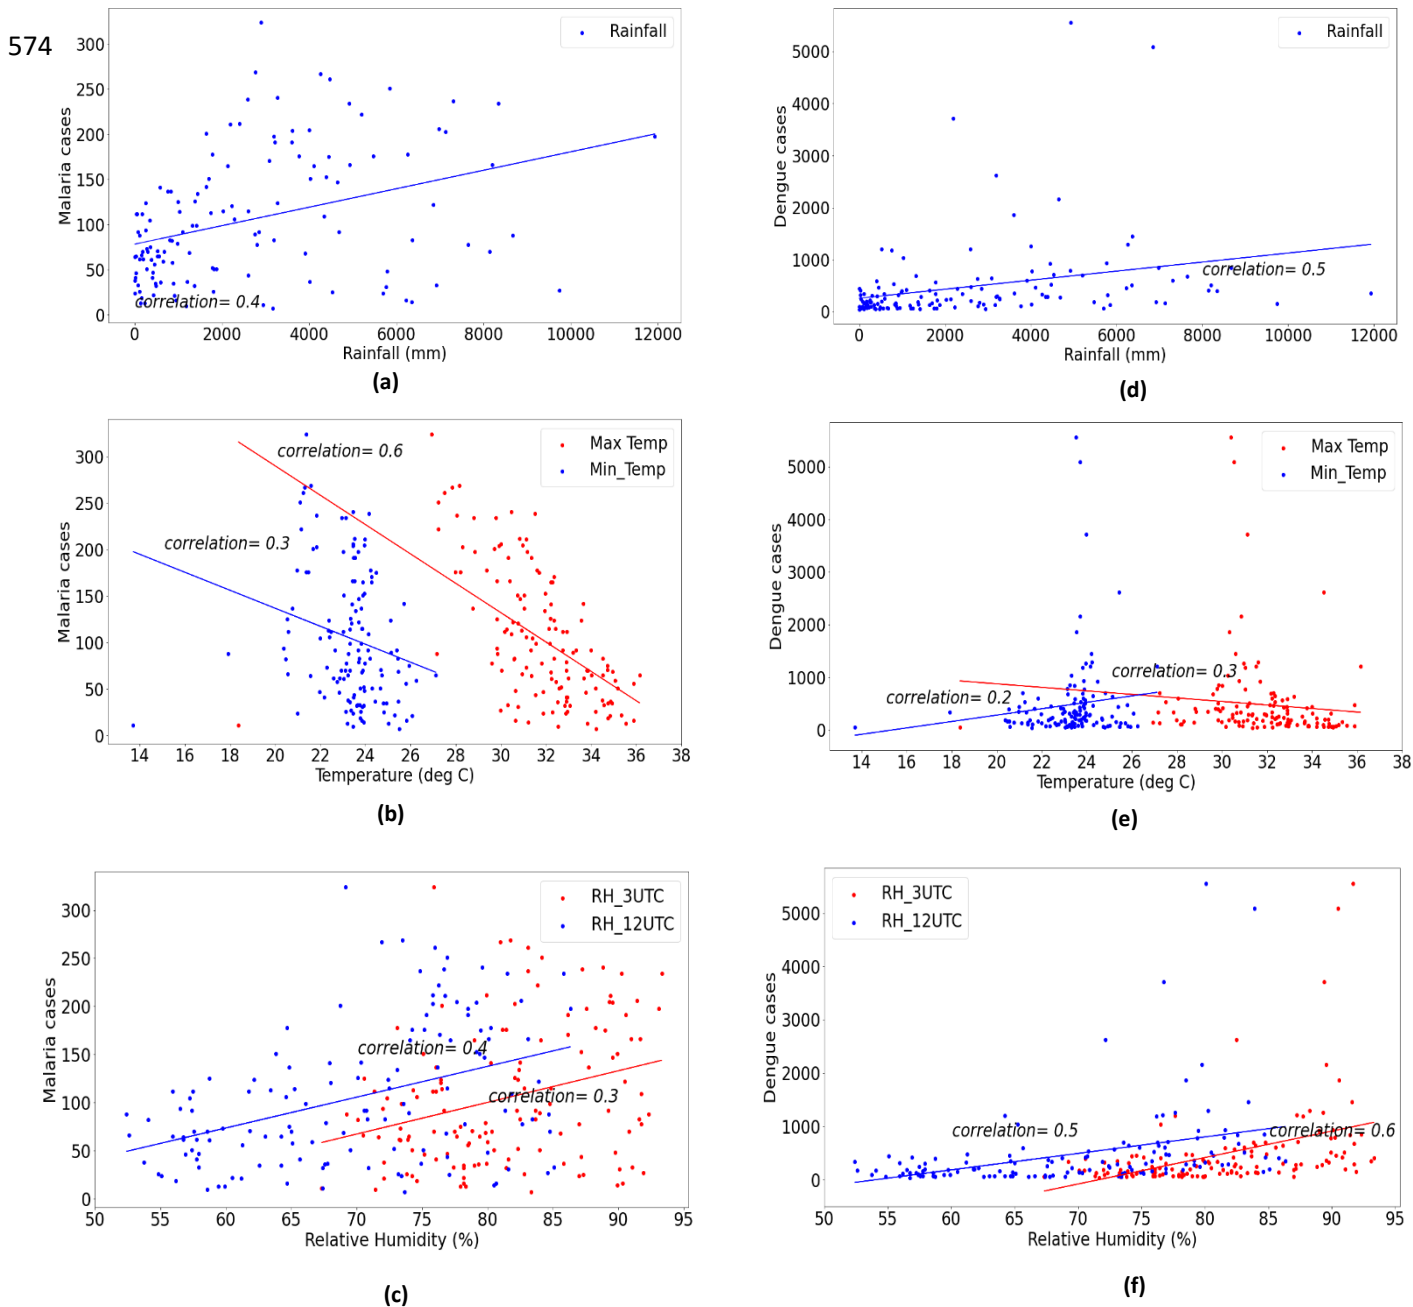 574
Rainfall
300
250
200
150
100
50
0
Malaria cases
correlation= 0.4
0 2000 4000 6000 8000 10000 12000
Rainfall (mm)
(a)
Rainfall
5000
4000
3000
2000
1000
0
Dengue cases
correlation= 0.5
0 2000 4000 6000 8000 10000 12000
Rainfall (mm)
(d)
Max Temp
Min_Temp
correlation= 0.6
correlation= 0.3
300
250
200
150
100
50
0
Malaria cases
14 16 18 20 22 24 26 28 30 32 34 36 38
Temperature (deg C)
(b)
Max Temp
Min_Temp
5000
4000
3000
2000
1000
0
Dengue cases
correlation= 0.3
correlation= 0.2
14 16 18 20 22 24 26 28 30 32 34 36 38
Temperature (deg C)
(e)
RH_3UTC
RH_12UTC
300
250
200
150
100
50
0
Malaria cases
correlation= 0.4
correlation= 0.3
50 55 60 65 70 75 80 85 90 95
Relative Humidity (%)
(c)
RH_3UTC
RH_12UTC
5000
4000
3000
2000
1000
0
Dengue cases
correlation= 0.5
correlation= 0.6
50 55 60 65 70 75 80 85 90 95
Relative Humidity (%)
(f)